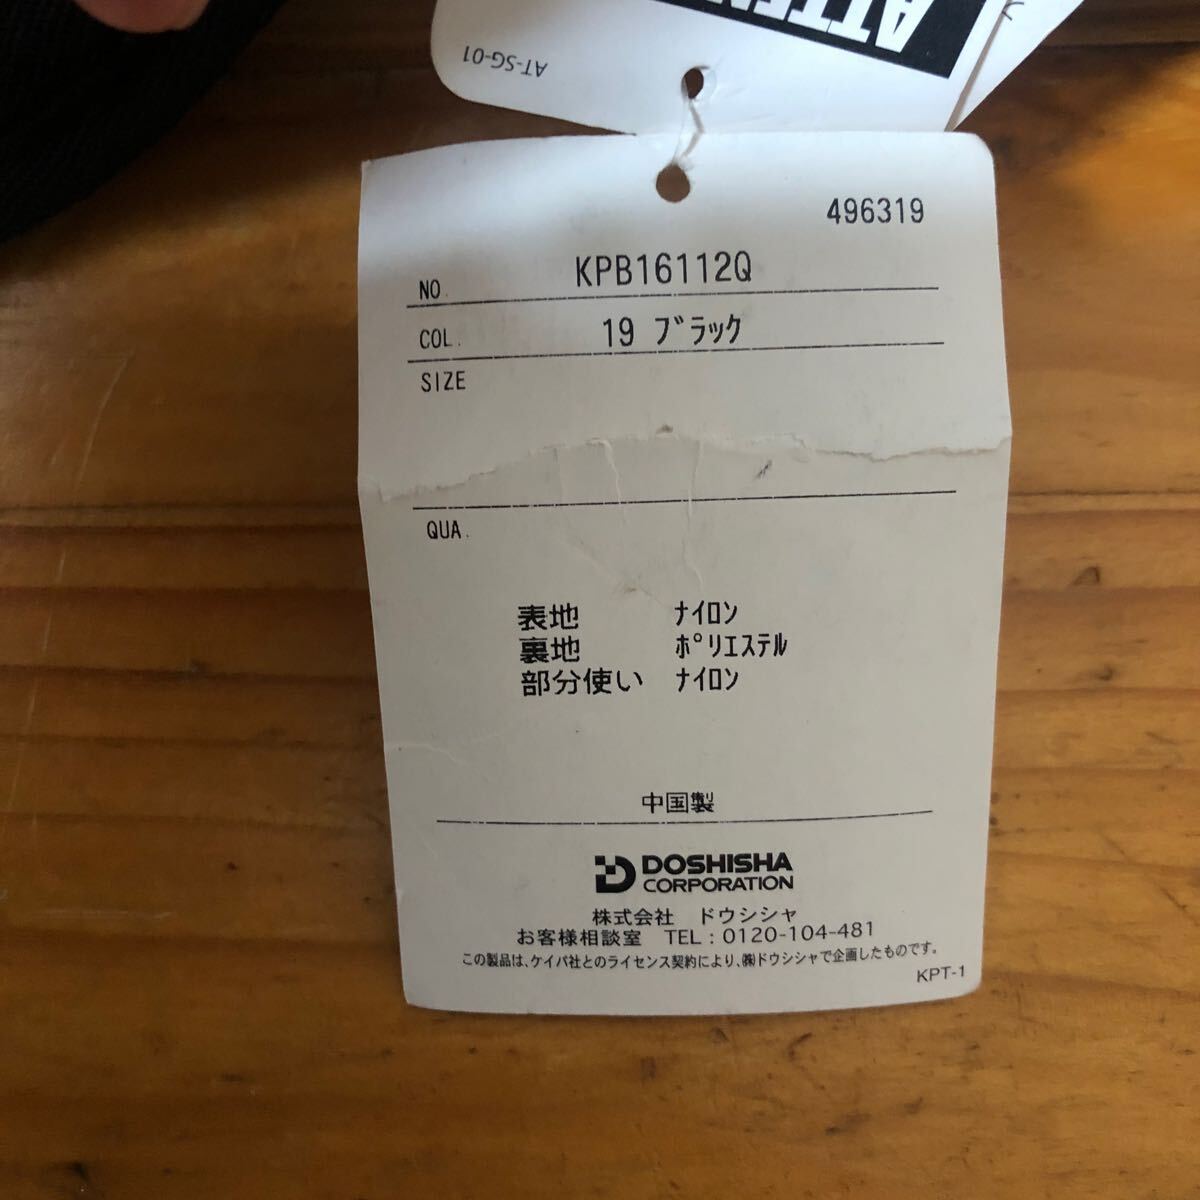 AT-SG-01
496319
NO. KPB16112Q
COL. 19 ブラック
SIZE
QUA.
表地 ナイロン
裏地 ポリエステル
部分使い ナイロン
中国製
DOSHISHA
CORPORATION
株式会社 ドウシシャ
お客様相談室 TEL：0120-104-481
この製品は、ケイパ社とのライセンス契約により、㈱ドウシシャで企画したものです。
KPT-1